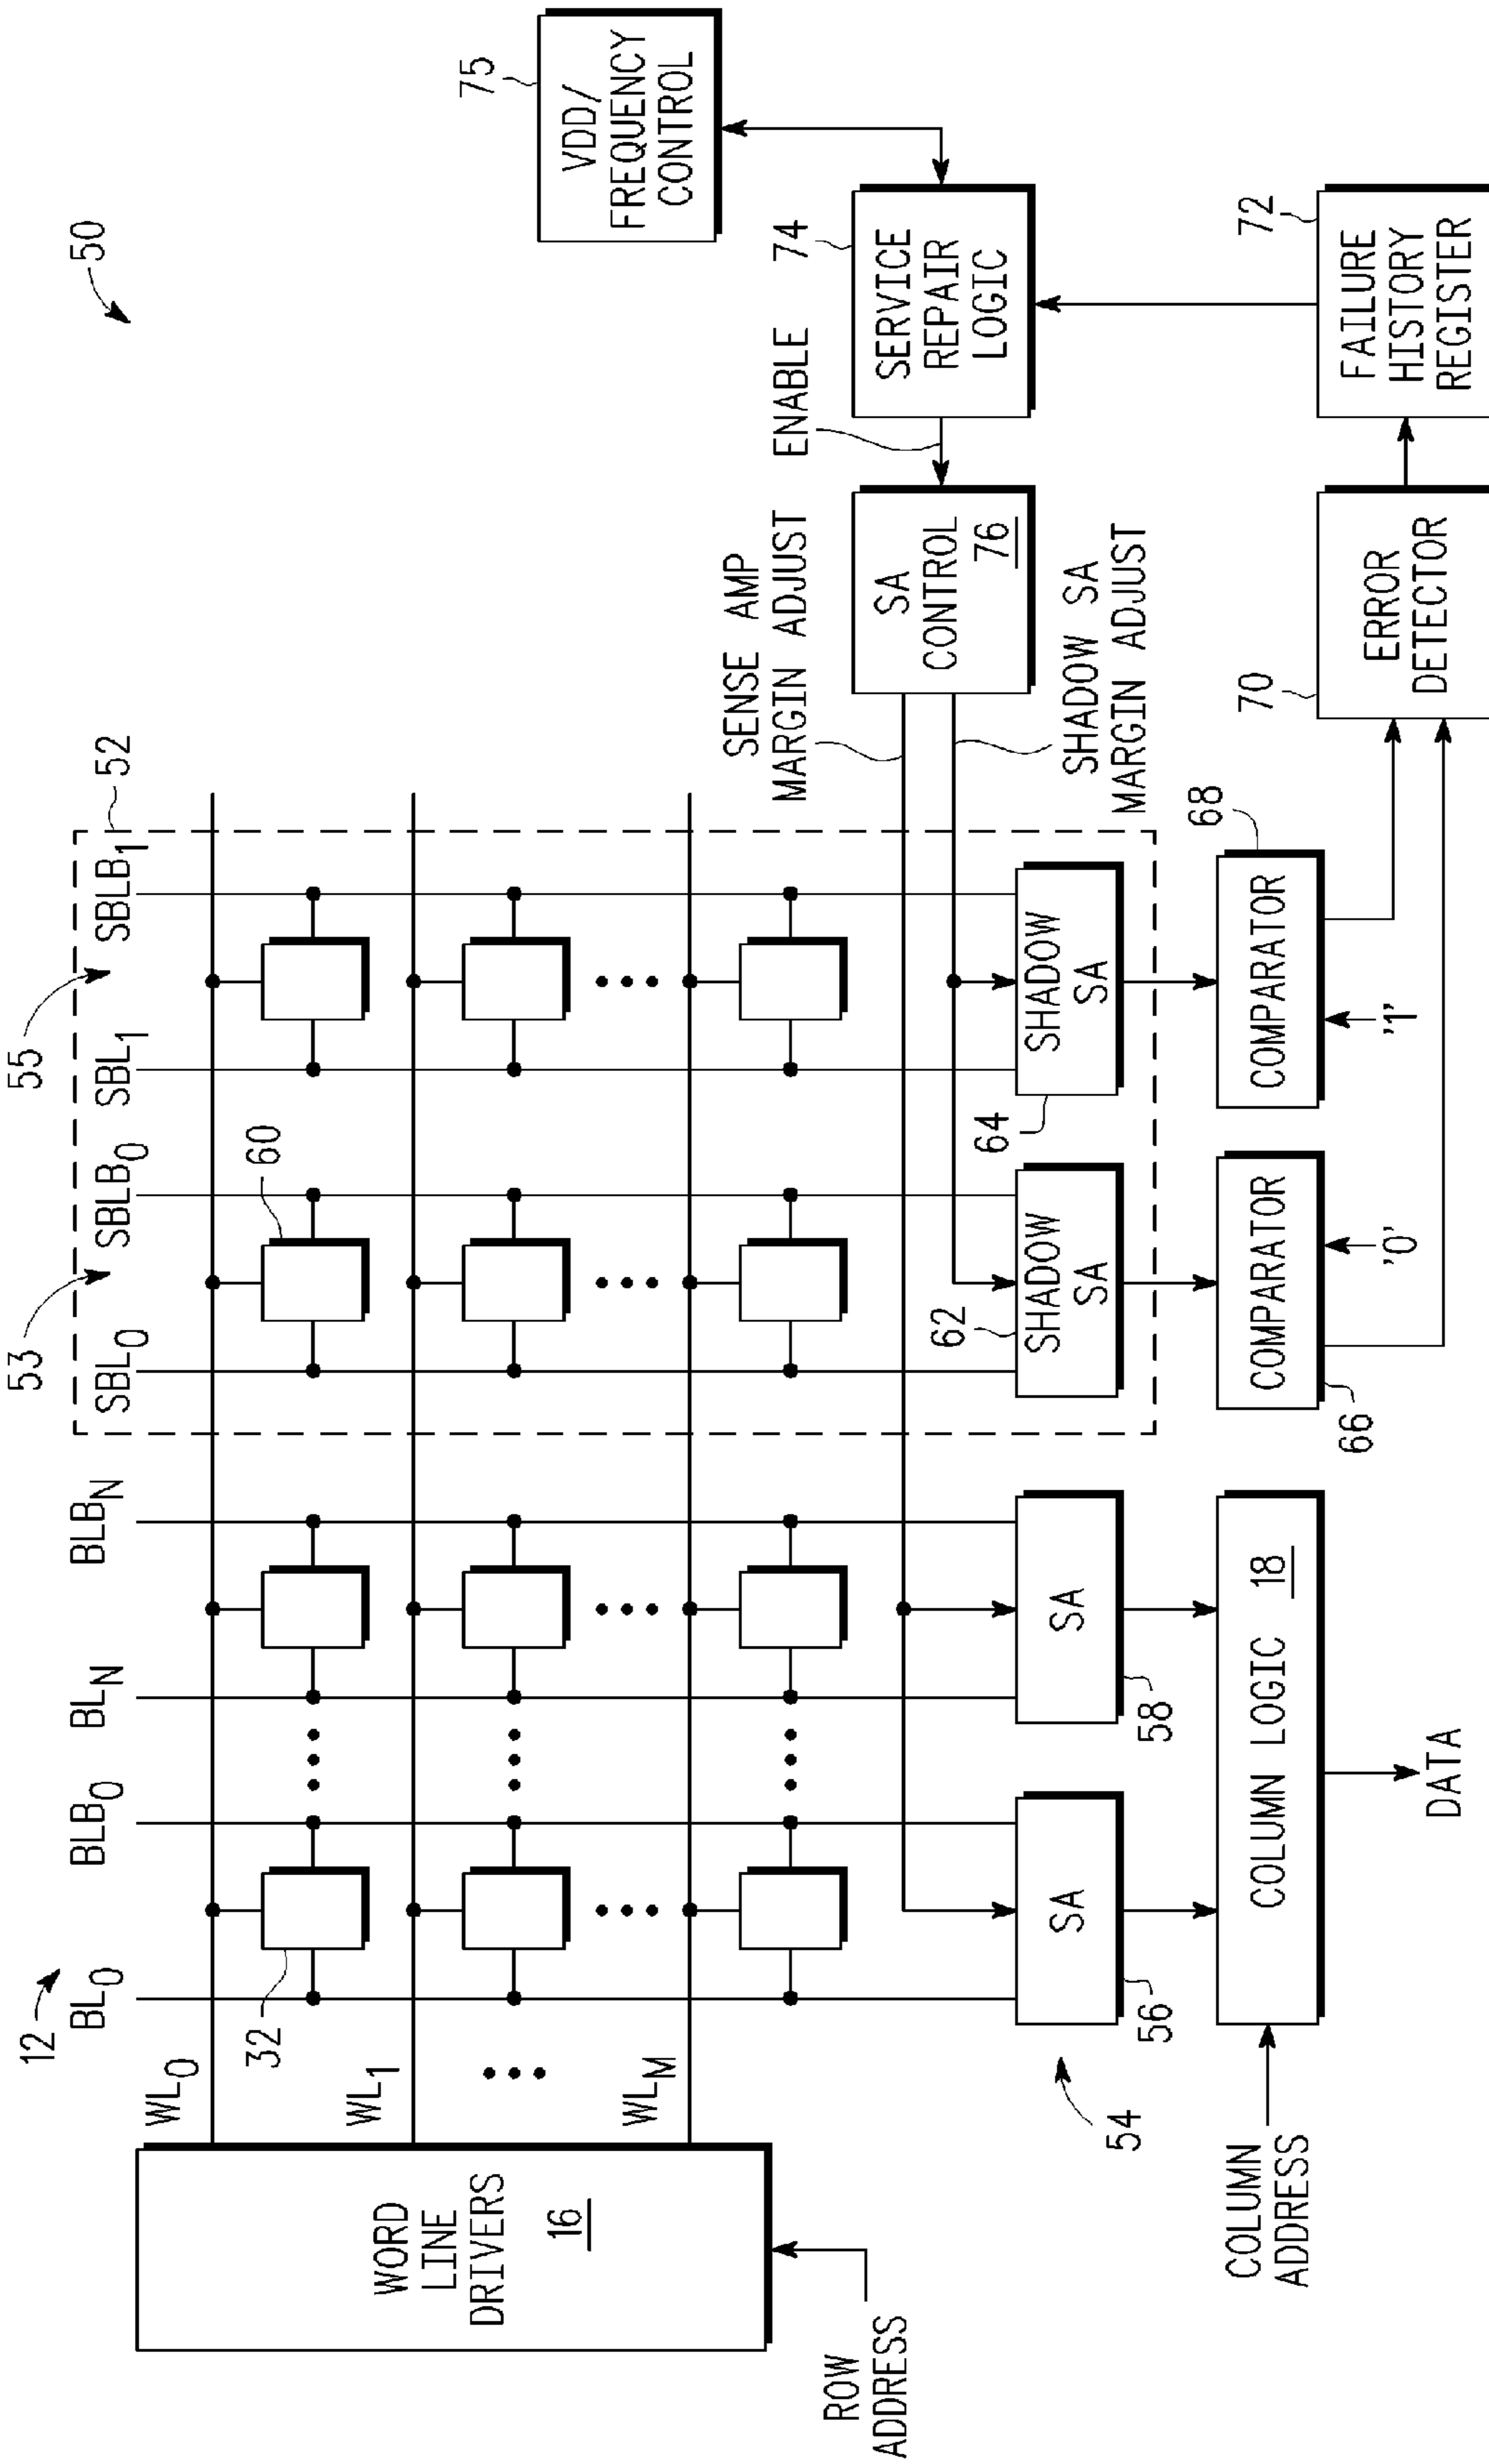 50
12
BL0
BLB0
BLN
BLBN
53
SBL0
SBLB0
55
SBL1
SBLB1
52
WL0
WL1
WLM
32
60
WORD
LINE
DRIVERS
16
ROW
ADDRESS
75
VDD/
FREQUENCY
CONTROL
SENSE AMP
MARGIN ADJUST
ENABLE
74
SERVICE
REPAIR
LOGIC
SA
CONTROL
76
SHADOW SA
MARGIN ADJUST
54
SA
56
SA
58
62
SHADOW
SA
64
SHADOW
SA
COLUMN
ADDRESS
COLUMN LOGIC 18
DATA
COMPARATOR
66
'0'
COMPARATOR
68
'1'
70
ERROR
DETECTOR
72
FAILURE
HISTORY
REGISTER